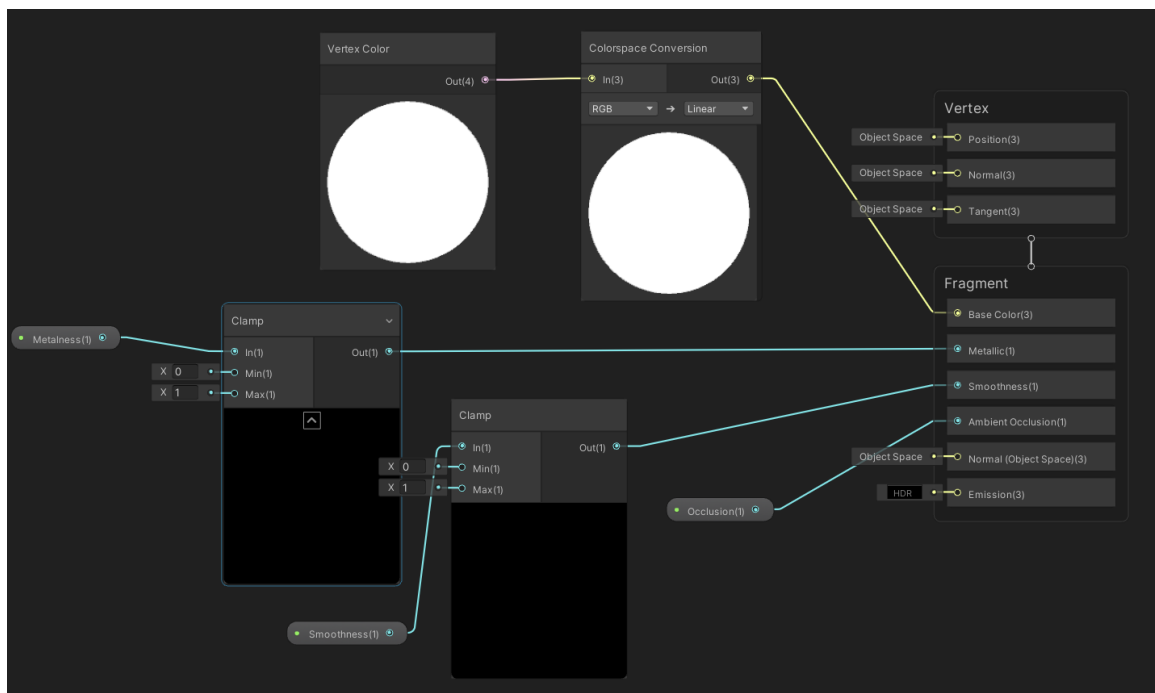 Vertex Color
Out(4)
Colorspace Conversion
In(3)
Out(3)
RGB
Linear
Vertex
Object Space
Position(3)
Object Space
Normal(3)
Object Space
Tangent(3)
Fragment
Base Color(3)
Metallic(1)
Smoothness(1)
Ambient Occlusion(1)
Object Space
Normal (Object Space)(3)
HDR
Emission(3)
Metalness(1)
Clamp
In(1)
Out(1)
X 0
Min(1)
X 1
Max(1)
Clamp
In(1)
Out(1)
X 0
Min(1)
X 1
Max(1)
Occlusion(1)
Smoothness(1)